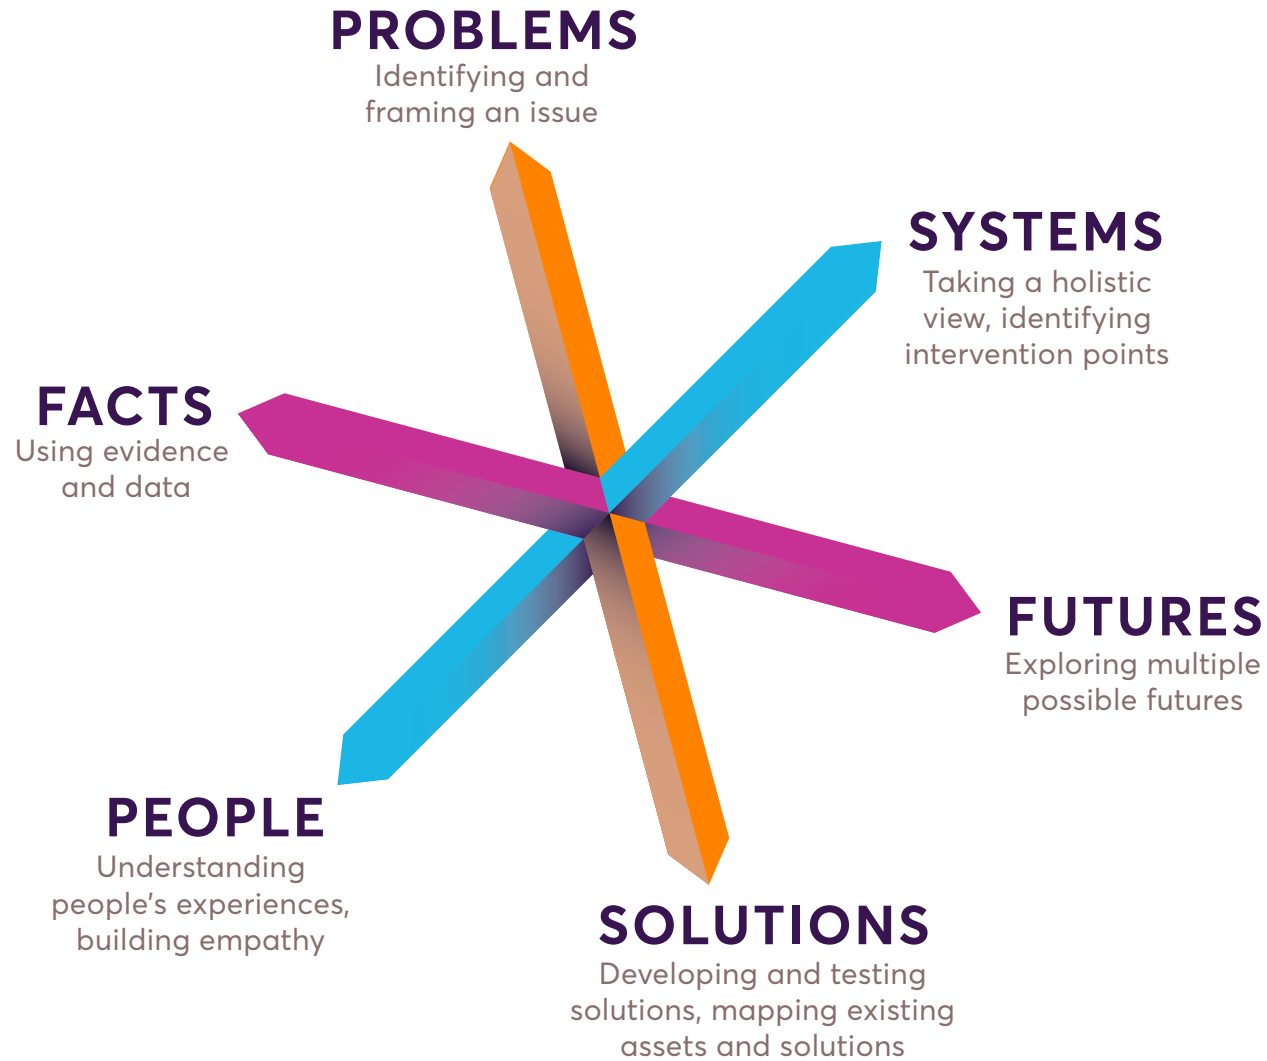 PROBLEMS
Identifying and
framing an issue
SYSTEMS
Taking a holistic
view, identifying
intervention points
FACTS
Using evidence
and data
FUTURES
Exploring multiple
possible futures
PEOPLE
Understanding
people's experiences,
building empathy
SOLUTIONS
Developing and testing
solutions, mapping existing
assets and solutions